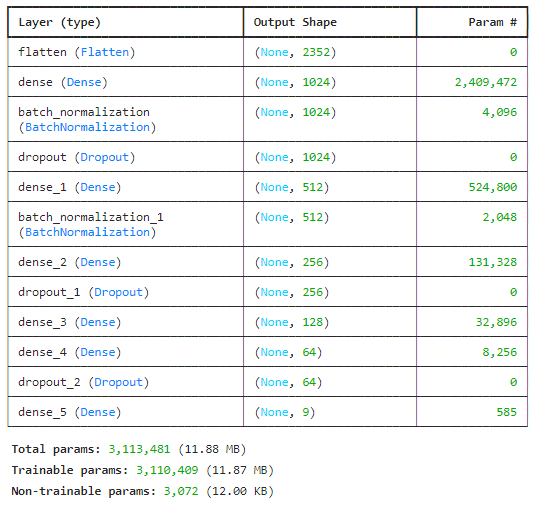 Layer (type) Output Shape Param #
flatten (Flatten) (None, 2352) 0
dense (Dense) (None, 1024) 2,409,472
batch_normalization (None, 1024) 4,096
(BatchNormalization)
dropout (Dropout) (None, 1024) 0
dense_1 (Dense) (None, 512) 524,800
batch_normalization_1 (None, 512) 2,048
(BatchNormalization)
dense_2 (Dense) (None, 256) 131,328
dropout_1 (Dropout) (None, 256) 0
dense_3 (Dense) (None, 128) 32,896
dense_4 (Dense) (None, 64) 8,256
dropout_2 (Dropout) (None, 64) 0
dense_5 (Dense) (None, 9) 585
Total params: 3,113,481 (11.88 MB)
Trainable params: 3,110,409 (11.87 MB)
Non-trainable params: 3,072 (12.00 KB)